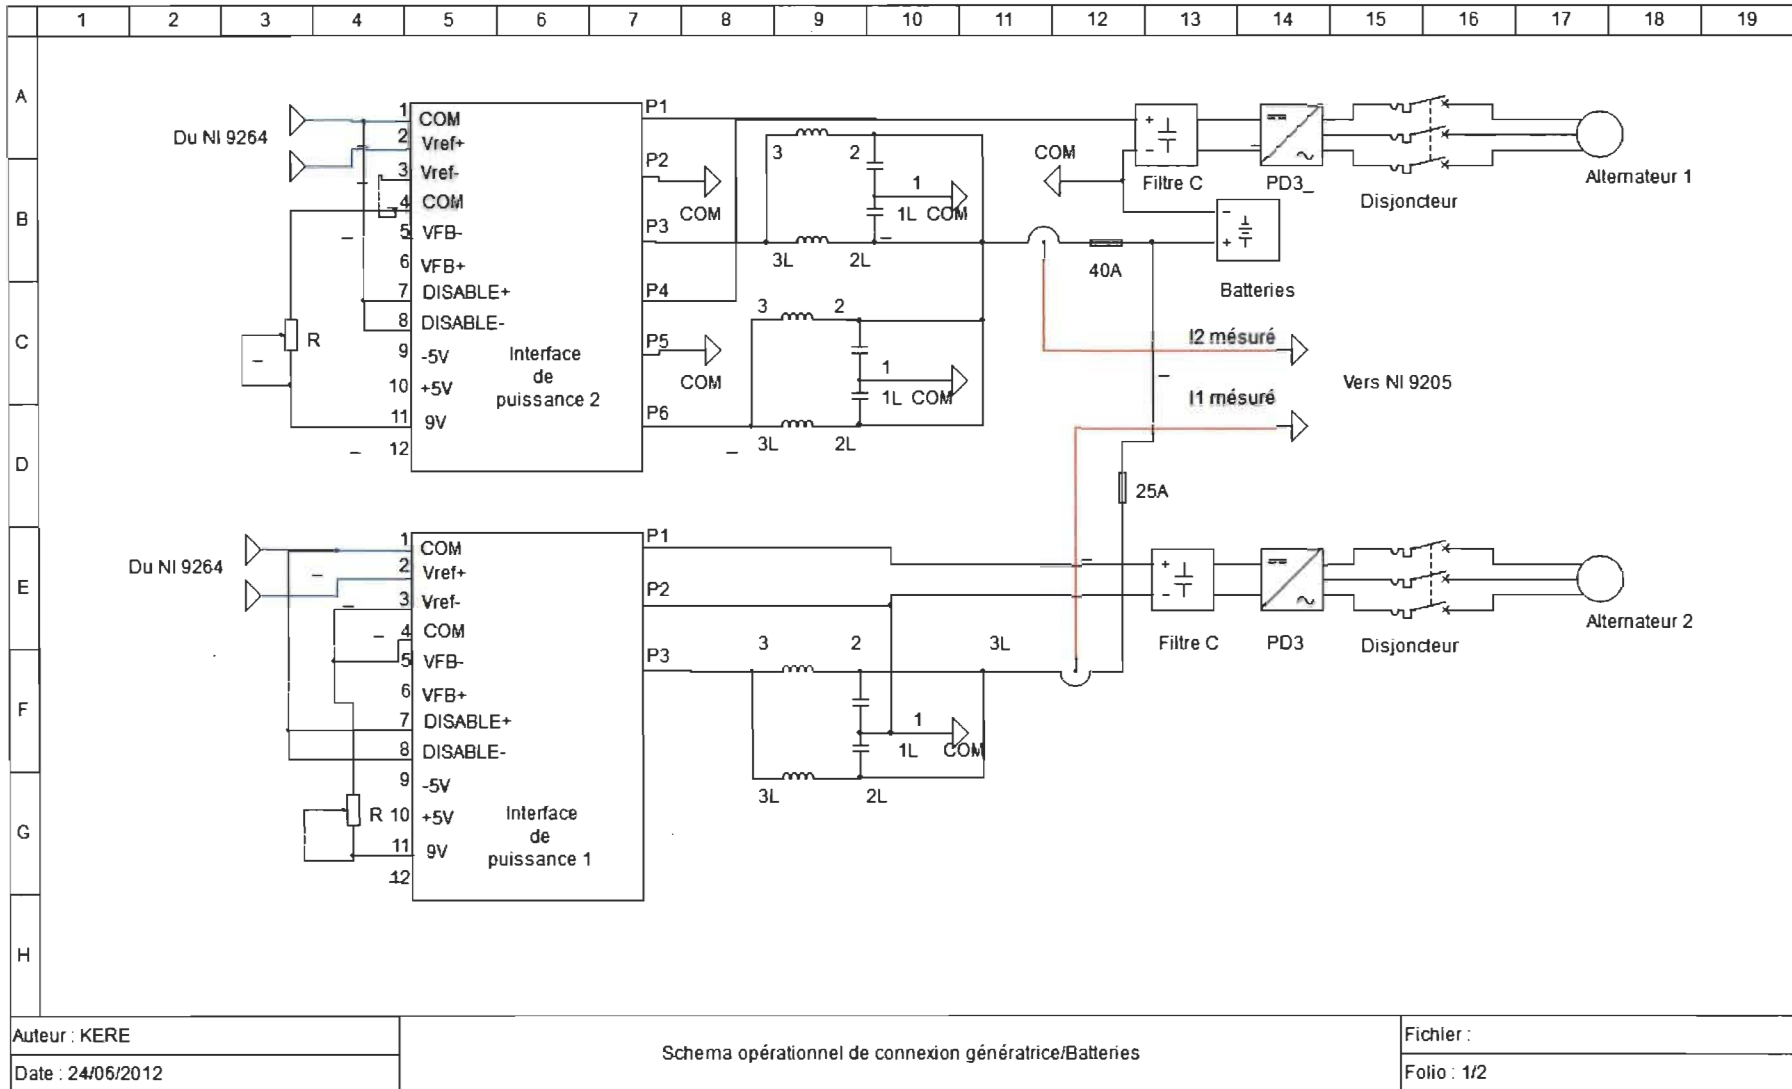 1 2 3 4 5 6 7 8 9 10 11 12 13 14 15 16 17 18 19
A
B
C
D
E
F
G
H
Du NI 9264
1 COM
2 Vref+
3 Vref-
4 COM
5 VFB-
6 VFB+
7 DISABLE+
8 DISABLE-
9 -5V
10 +5V
11 9V
12
R
Interface
de
puissance 2
P1
P2
P3
P4
P5
P6
COM
COM
3 2
1
1L COM
3L 2L
3 2
1
1L COM
3L 2L
COM
+
-
Filtre C
PD3_
Disjoncteur
Alternateur 1
40A
-
+
Batteries
I2 mésuré
I1 mésuré
Vers NI 9205
25A
Du NI 9264
1 COM
2 Vref+
3 Vref-
4 COM
5 VFB-
6 VFB+
7 DISABLE+
8 DISABLE-
9 -5V
R 10 +5V
11 9V
12
Interface
de
puissance 1
P1
P2
P3
3 2 3L
1
1L COM
3L 2L
+
-
Filtre C
PD3
Disjoncteur
Alternateur 2
Auteur : KERE
Date : 24/06/2012
Schema opérationnel de connexion génératrice/Batteries
Fichier :
Folio : 1/2